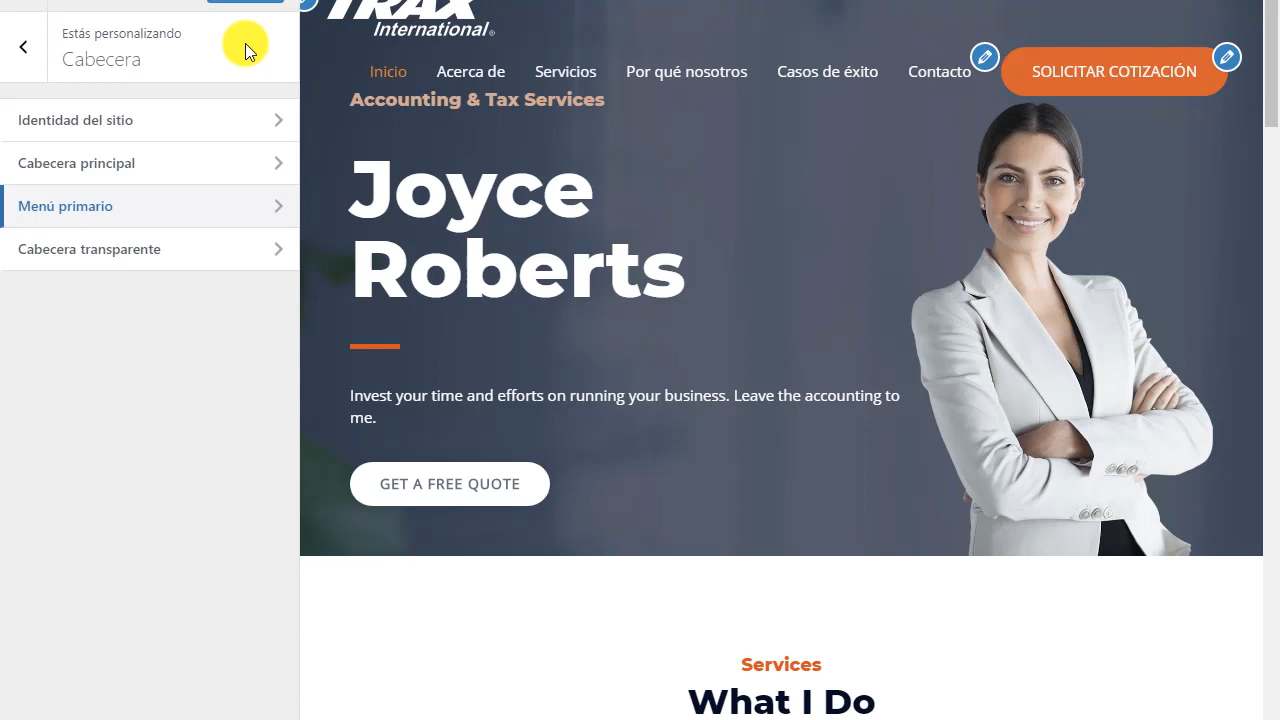 Estás personalizando
Cabecera
Identidad del sitio
Cabecera principal
Menú primario
Cabecera transparente
TRAX
International®
Inicio Acerca de Servicios Por qué nosotros Casos de éxito Contacto SOLICITAR COTIZACIÓN
Accounting & Tax Services
Joyce
Roberts
Invest your time and efforts on running your business. Leave the accounting to
me.
GET A FREE QUOTE
Services
What I Do